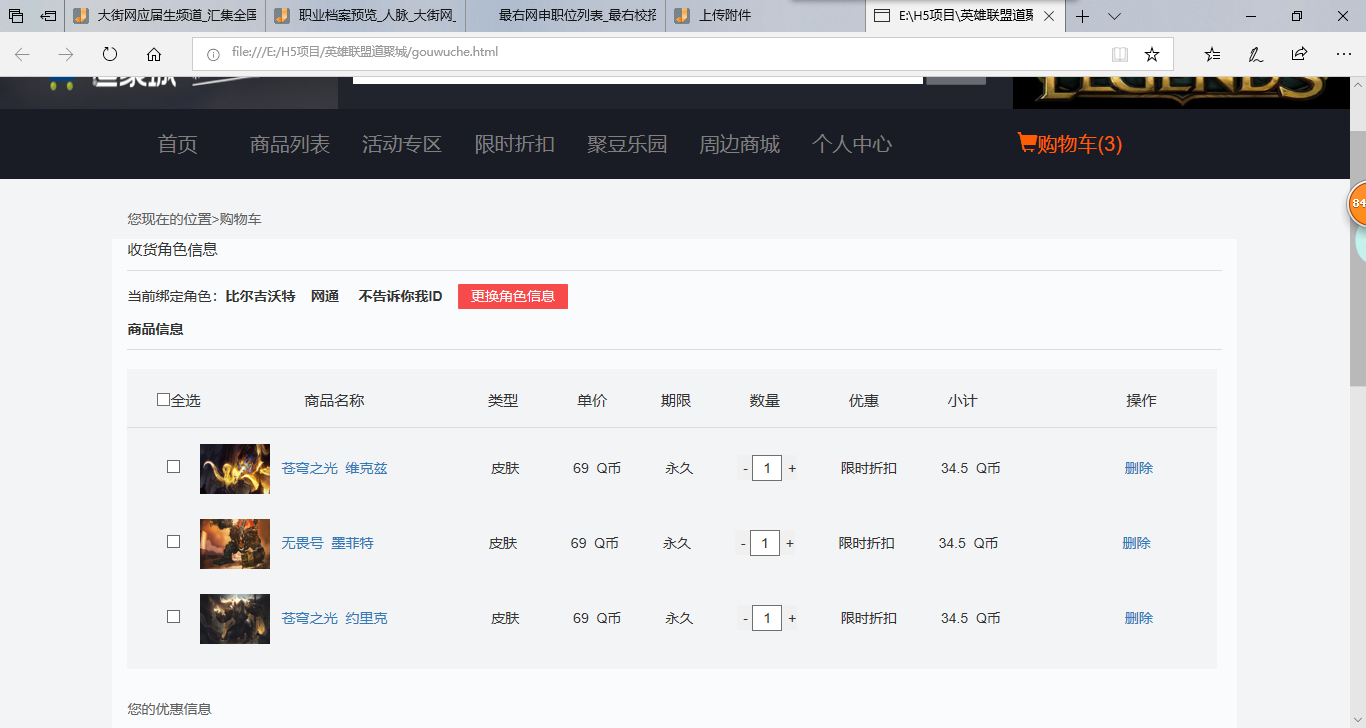 大街网应届生频道_汇集全国 职业档案预览_人脉_大街网_ 最右网申职位列表_最右校招 上传附件 E:\H5项目\英雄联盟道聚
file:///E:/H5项目/英雄联盟道聚城/gouwuche.html
LEGENDS
首页 商品列表 活动专区 限时折扣 聚豆乐园 周边商城 个人中心 购物车(3)
84
您现在的位置>购物车
收货角色信息
当前绑定角色：比尔吉沃特 网通 不告诉你我ID 更换角色信息
商品信息
全选 商品名称 类型 单价 期限 数量 优惠 小计 操作
苍穹之光 维克兹 皮肤 69 Q币 永久 - 1 + 限时折扣 34.5 Q币 删除
无畏号 墨菲特 皮肤 69 Q币 永久 - 1 + 限时折扣 34.5 Q币 删除
苍穹之光 约里克 皮肤 69 Q币 永久 - 1 + 限时折扣 34.5 Q币 删除
您的优惠信息